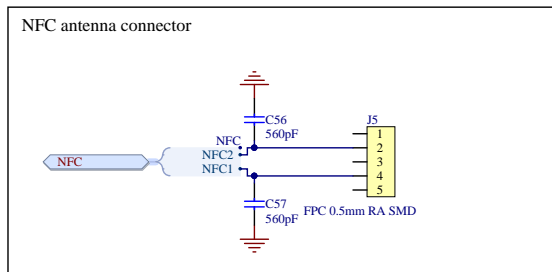 NFC antenna connector
C56
560pF
J5
1
2
3
4
5
NFC
NFC2
NFC1
NFC
C57
560pF
FPC 0.5mm RA SMD